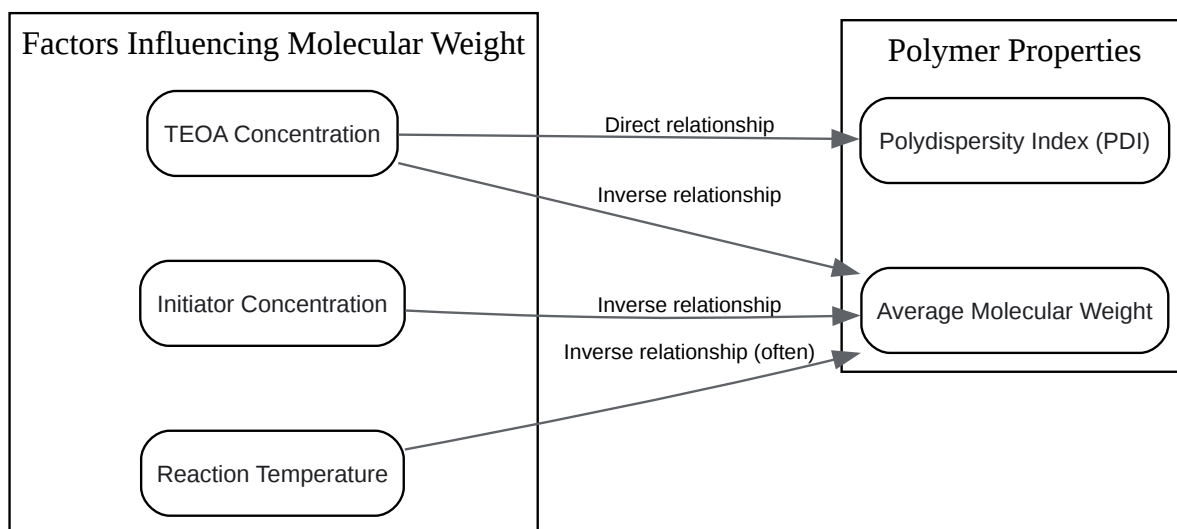 Factors Influencing Molecular Weight
TEOA Concentration
Initiator Concentration
Reaction Temperature
Direct relationship
Inverse relationship
Inverse relationship
Inverse relationship (often)
Polymer Properties
Polydispersity Index (PDI)
Average Molecular Weight